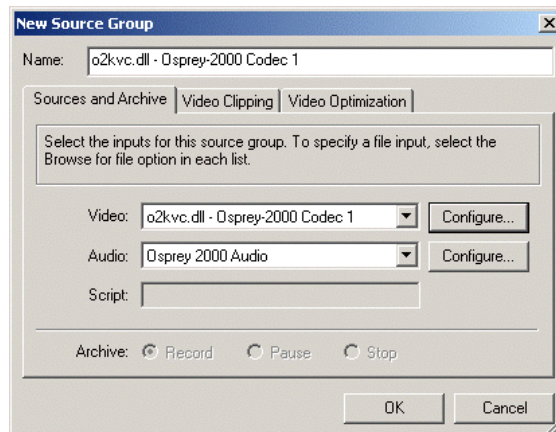 New Source Group
Name: o2kvc.dll - Osprey-2000 Codec 1
Sources and Archive Video Clipping Video Optimization
Select the inputs for this source group. To specify a file input, select the
Browse for file option in each list.
Video: o2kvc.dll - Osprey-2000 Codec 1 Configure...
Audio: Osprey 2000 Audio Configure...
Script:
Archive: Record Pause Stop
OK Cancel